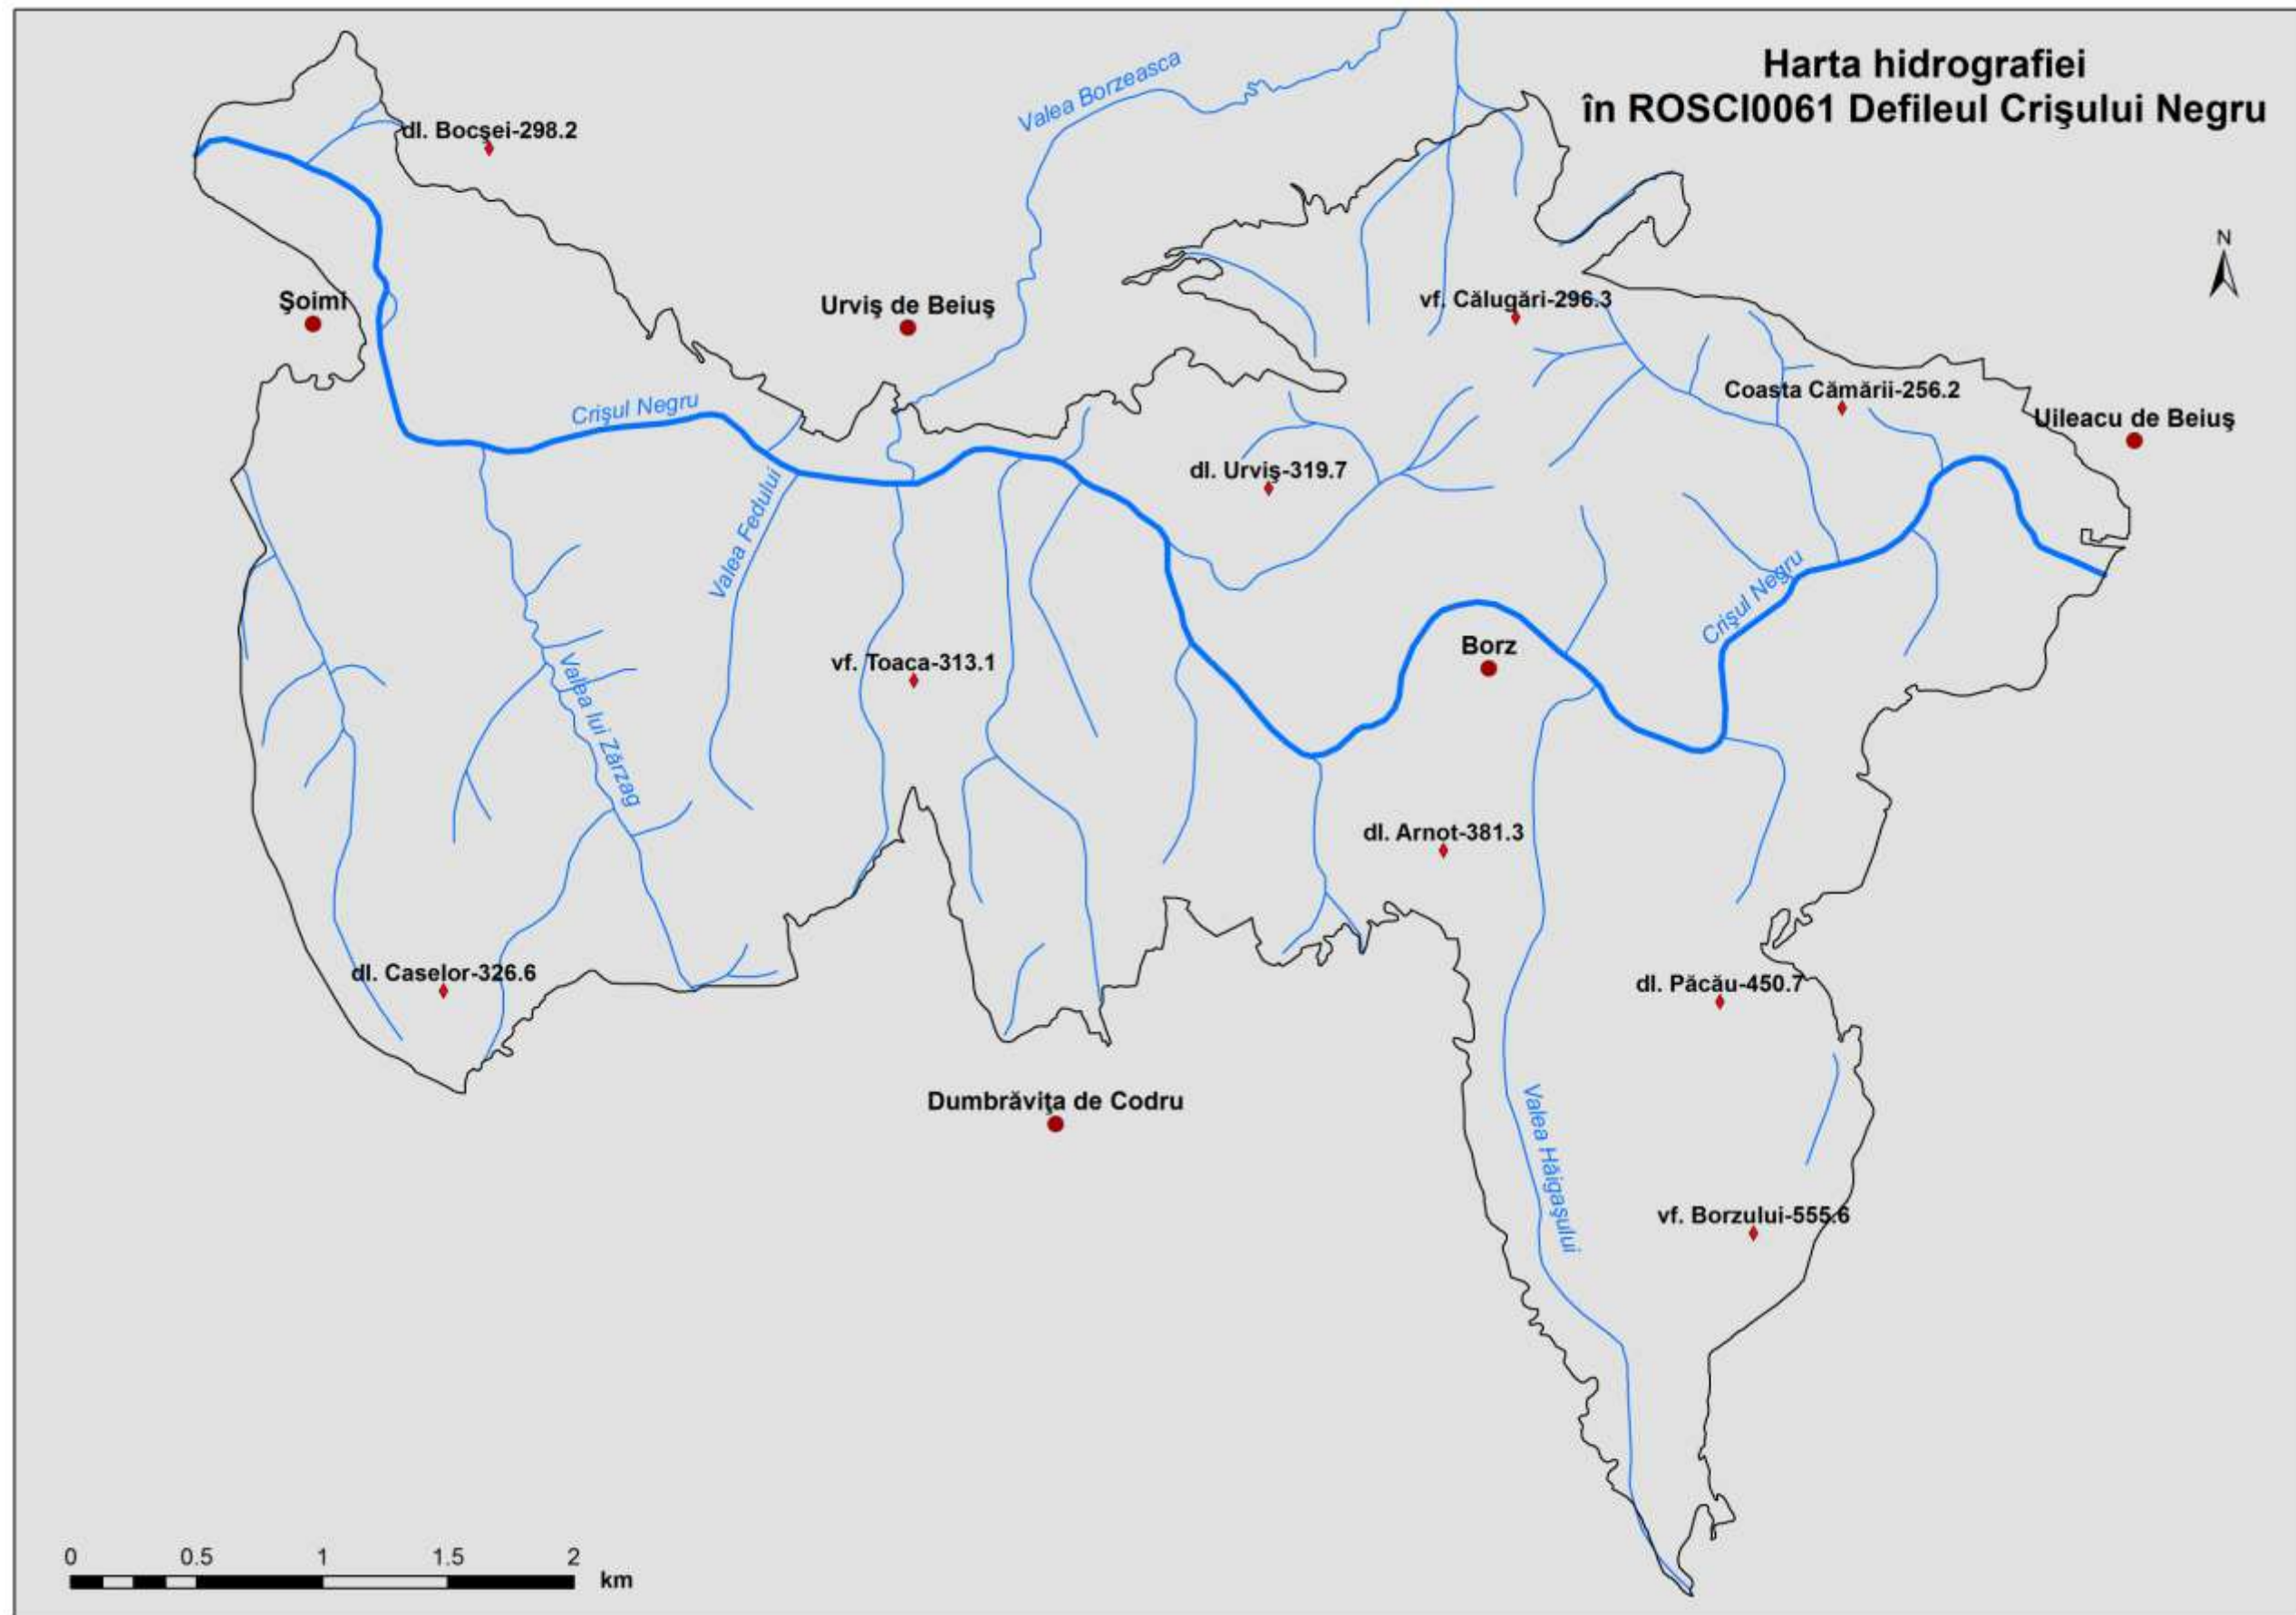 Harta hidrografiei
în ROSCI0061 Defileul Crişului Negru
Valea Borzeasca
dl. Bocşei-298.2
N
Şoimi
Urviş de Beiuş
vf. Călugări-296.3
Coasta Cămării-256.2
Uileacu de Beiuş
Crişul Negru
dl. Urviş-319.7
Valea Fedului
Crişul Negru
Borz
vf. Toaca-313.1
Valea lui Zărzag
dl. Arnot-381.3
dl. Caselor-326.6
dl. Păcău-450.7
Dumbrăviţa de Codru
Valea Hăigaşului
vf. Borzului-555.6
0 0.5 1 1.5 2
km